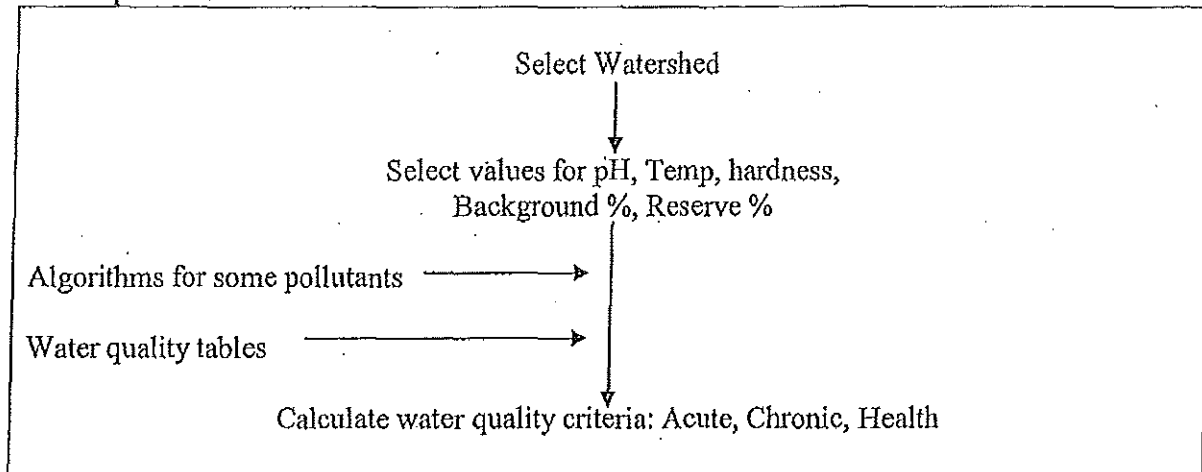 Select Watershed
Select values for pH, Temp, hardness,
Background %, Reserve %
Algorithms for some pollutants
Water quality tables
Calculate water quality criteria: Acute, Chronic, Health